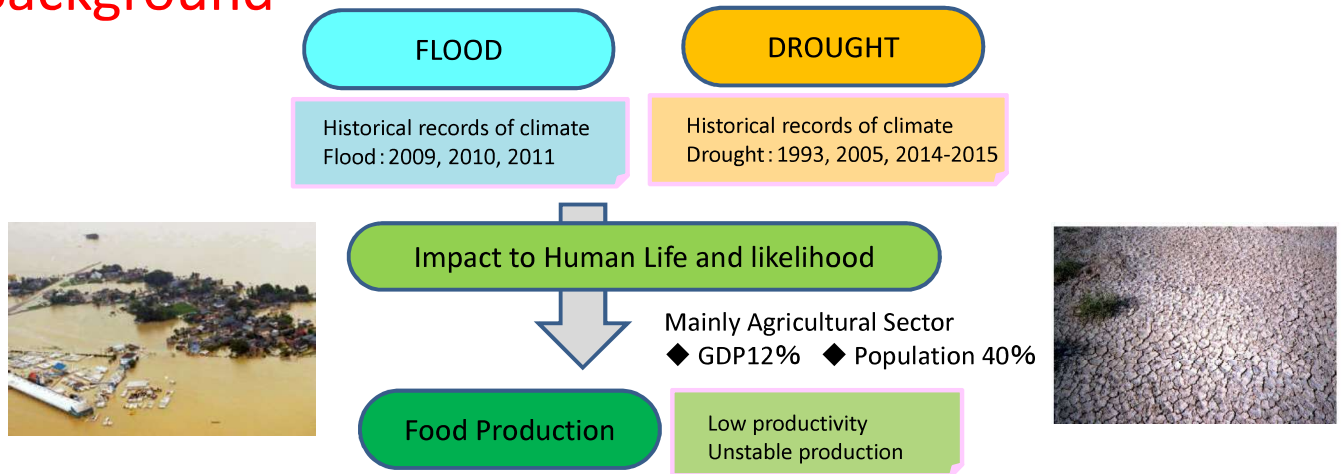 background
FLOOD
DROUGHT
Historical records of climate
Flood : 2009, 2010, 2011
Historical records of climate
Drought : 1993, 2005, 2014-2015
Impact to Human Life and likelihood
Mainly Agricultural Sector
◆ GDP12% ◆ Population 40%
Food Production
Low productivity
Unstable production